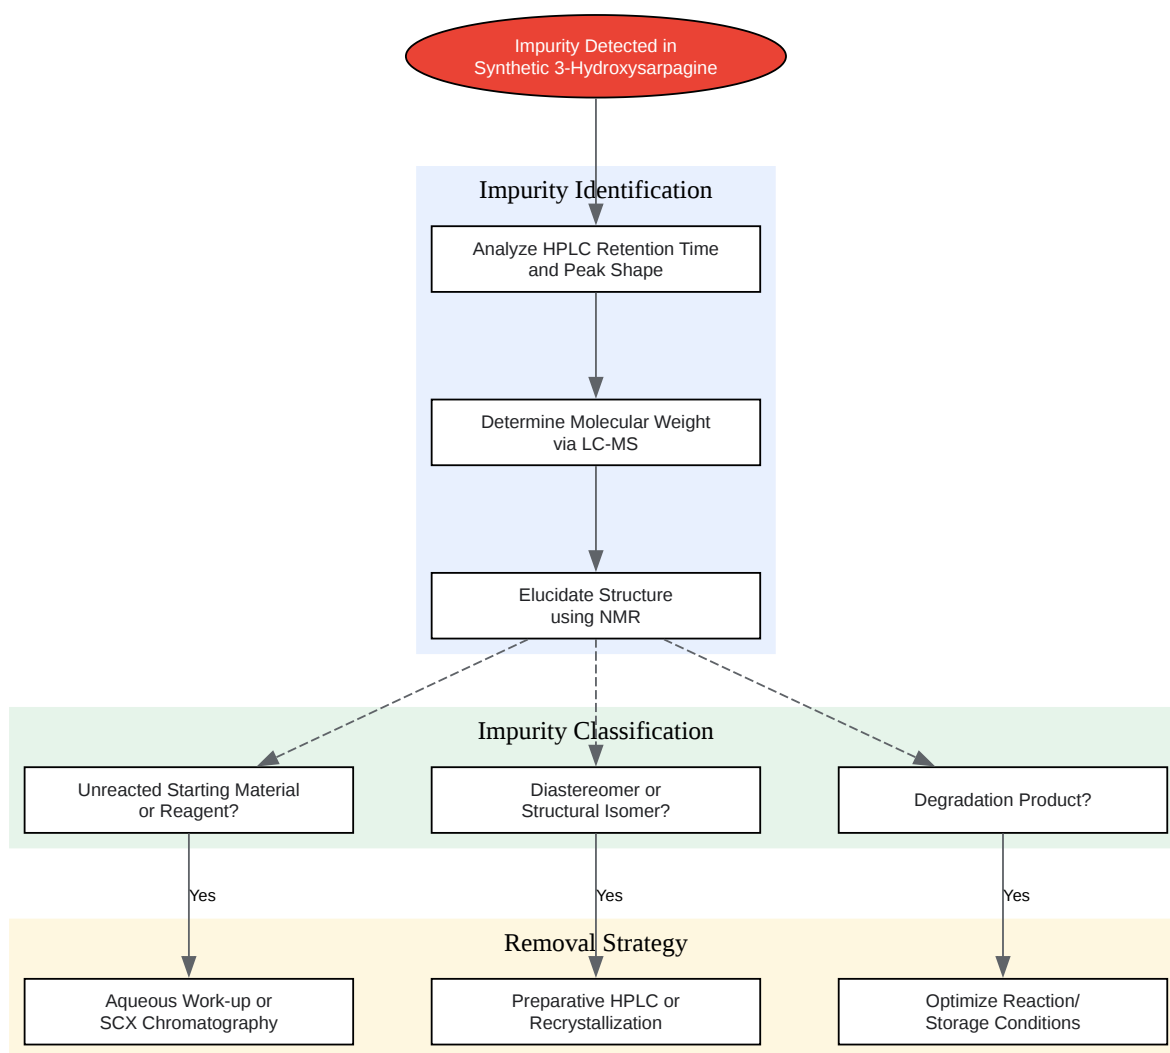 Impurity Detected in
Synthetic 3-Hydroxysarpagine
Impurity Identification
Analyze HPLC Retention Time
and Peak Shape
Determine Molecular Weight
via LC-MS
Elucidate Structure
using NMR
Impurity Classification
Unreacted Starting Material
or Reagent?
Diastereomer or
Structural Isomer?
Degradation Product?
Yes
Yes
Yes
Removal Strategy
Aqueous Work-up or
SCX Chromatography
Preparative HPLC or
Recrystallization
Optimize Reaction/
Storage Conditions